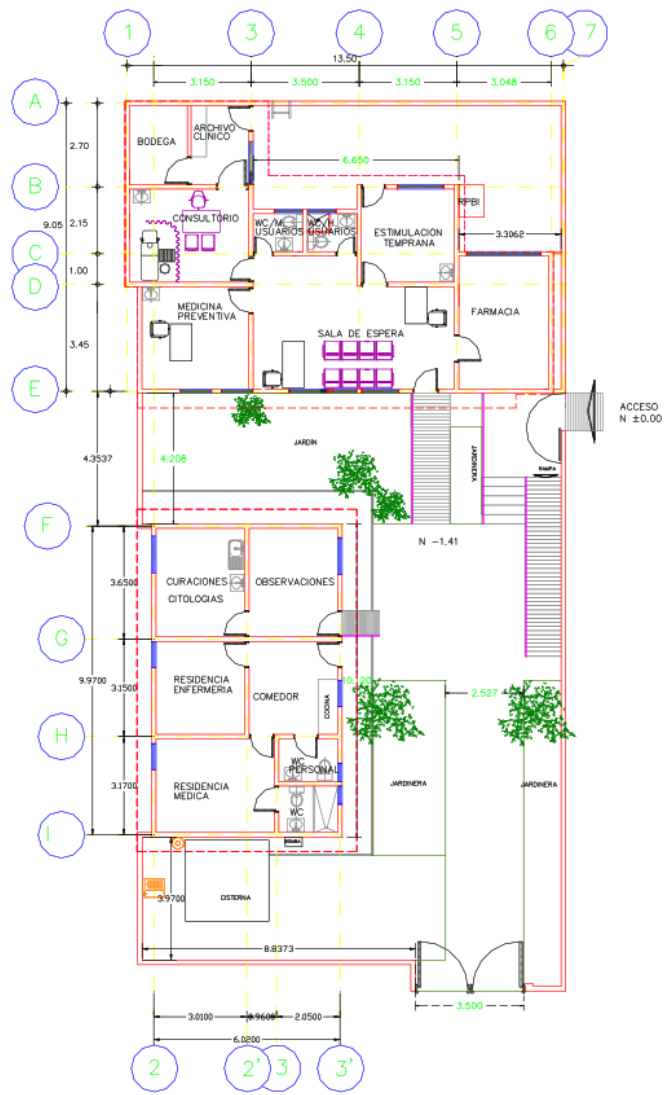 1
3
4
5
6
7
13.50
3.150
3.500
3.150
3.048
A
2.70
BODEGA
ARCHIVO
CLINICO
6.650
B
9.05
2.15
CONSULTORIO
WC/M
USUARIOS
WC/H
USUARIOS
ESTIMULACION
TEMPRANA
RPBI
3.3062
C
1.00
D
MEDICINA
PREVENTIVA
SALA DE ESPERA
FARMACIA
3.45
E
ACCESO
N ±0.00
4.3537
4.208
JARDIN
JARDINERA
RAMPA
F
N -1.41
3.6500
CURACIONES
CITOLOGIAS
OBSERVACIONES
G
9.9700
3.1500
RESIDENCIA
ENFERMERIA
COMEDOR
COCINA
2.527
H
3.1700
RESIDENCIA
MEDICA
WC
PERSONAL
WC
JARDINERA
JARDINERA
I
BOMBA
3.9700
CISTERNA
8.8373
3.500
3.0100
0.9600
2.0500
6.0200
2
2'
3
3'